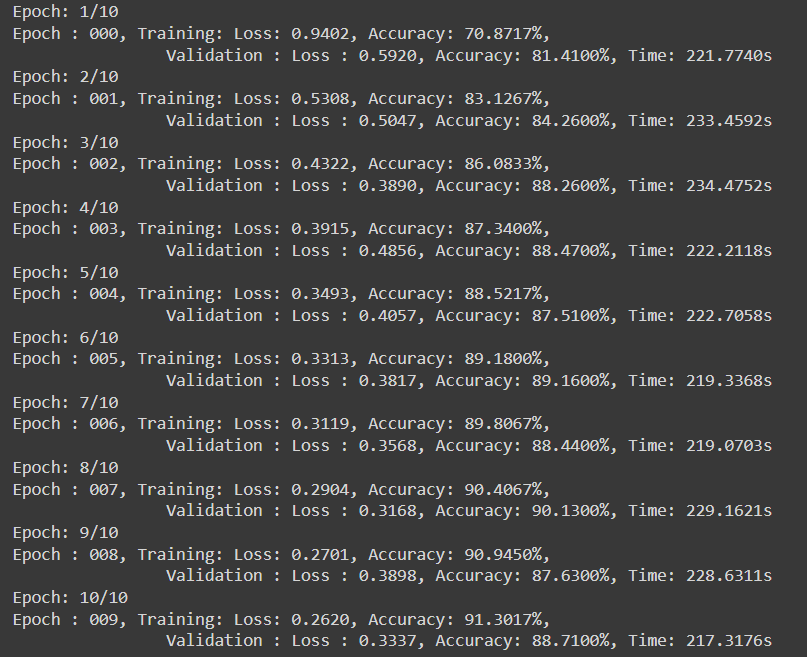 Epoch: 1/10
Epoch : 000, Training: Loss: 0.9402, Accuracy: 70.8717%,
Validation : Loss : 0.5920, Accuracy: 81.4100%, Time: 221.7740s
Epoch: 2/10
Epoch : 001, Training: Loss: 0.5308, Accuracy: 83.1267%,
Validation : Loss : 0.5047, Accuracy: 84.2600%, Time: 233.4592s
Epoch: 3/10
Epoch : 002, Training: Loss: 0.4322, Accuracy: 86.0833%,
Validation : Loss : 0.3890, Accuracy: 88.2600%, Time: 234.4752s
Epoch: 4/10
Epoch : 003, Training: Loss: 0.3915, Accuracy: 87.3400%,
Validation : Loss : 0.4856, Accuracy: 88.4700%, Time: 222.2118s
Epoch: 5/10
Epoch : 004, Training: Loss: 0.3493, Accuracy: 88.5217%,
Validation : Loss : 0.4057, Accuracy: 87.5100%, Time: 222.7058s
Epoch: 6/10
Epoch : 005, Training: Loss: 0.3313, Accuracy: 89.1800%,
Validation : Loss : 0.3817, Accuracy: 89.1600%, Time: 219.3368s
Epoch: 7/10
Epoch : 006, Training: Loss: 0.3119, Accuracy: 89.8067%,
Validation : Loss : 0.3568, Accuracy: 88.4400%, Time: 219.0703s
Epoch: 8/10
Epoch : 007, Training: Loss: 0.2904, Accuracy: 90.4067%,
Validation : Loss : 0.3168, Accuracy: 90.1300%, Time: 229.1621s
Epoch: 9/10
Epoch : 008, Training: Loss: 0.2701, Accuracy: 90.9450%,
Validation : Loss : 0.3898, Accuracy: 87.6300%, Time: 228.6311s
Epoch: 10/10
Epoch : 009, Training: Loss: 0.2620, Accuracy: 91.3017%,
Validation : Loss : 0.3337, Accuracy: 88.7100%, Time: 217.3176s